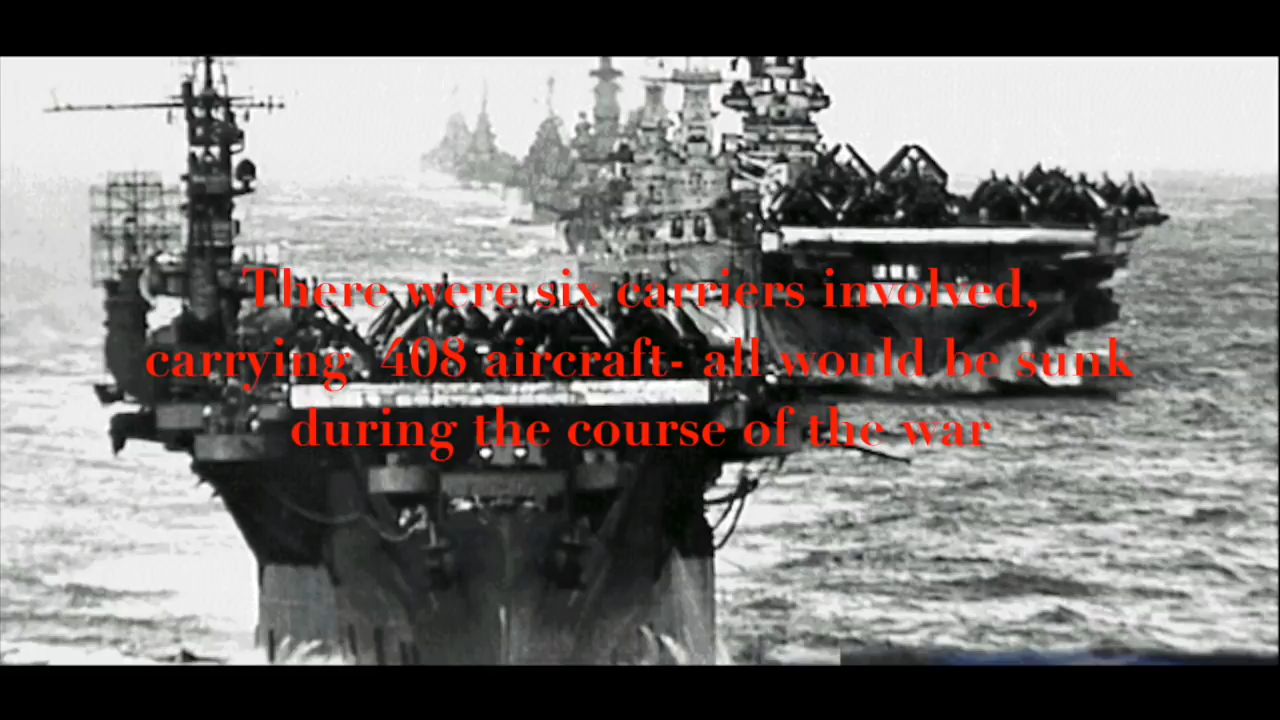 There were six carriers involved,
carrying  408 aircraft- all would be sunk
during the course of the war